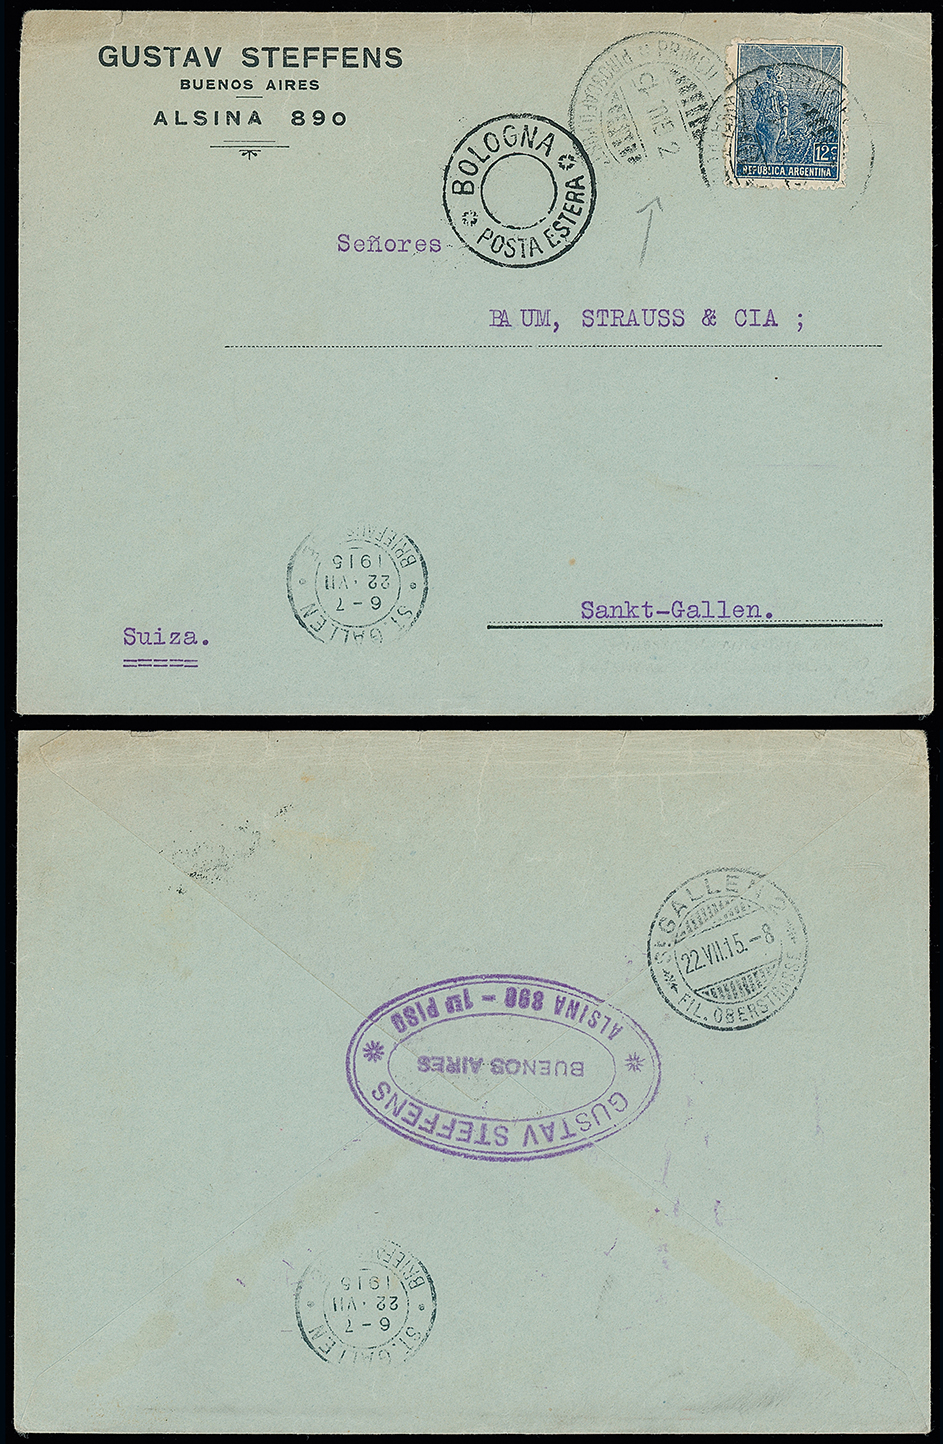 GUSTAV STEFFENS
BUENOS AIRES
ALSINA 890
BOLOGNA
POSTA ESTERA
12 cs
REPUBLICA ARGENTINA
Señores
BAUM, STRAUSS & CIA ;
Sankt-Gallen.
Suiza.
ST. GALLEN
6-7
22.VII
1915
ST. GALLEN 2
22.VII.15.-8
FIL. OBERSTRASSE
ALSINA 890 - 1ER PISO
BUENOS AIRES
GUSTAV STEFFENS
ST. GALLEN
6-7
22.VII
1915